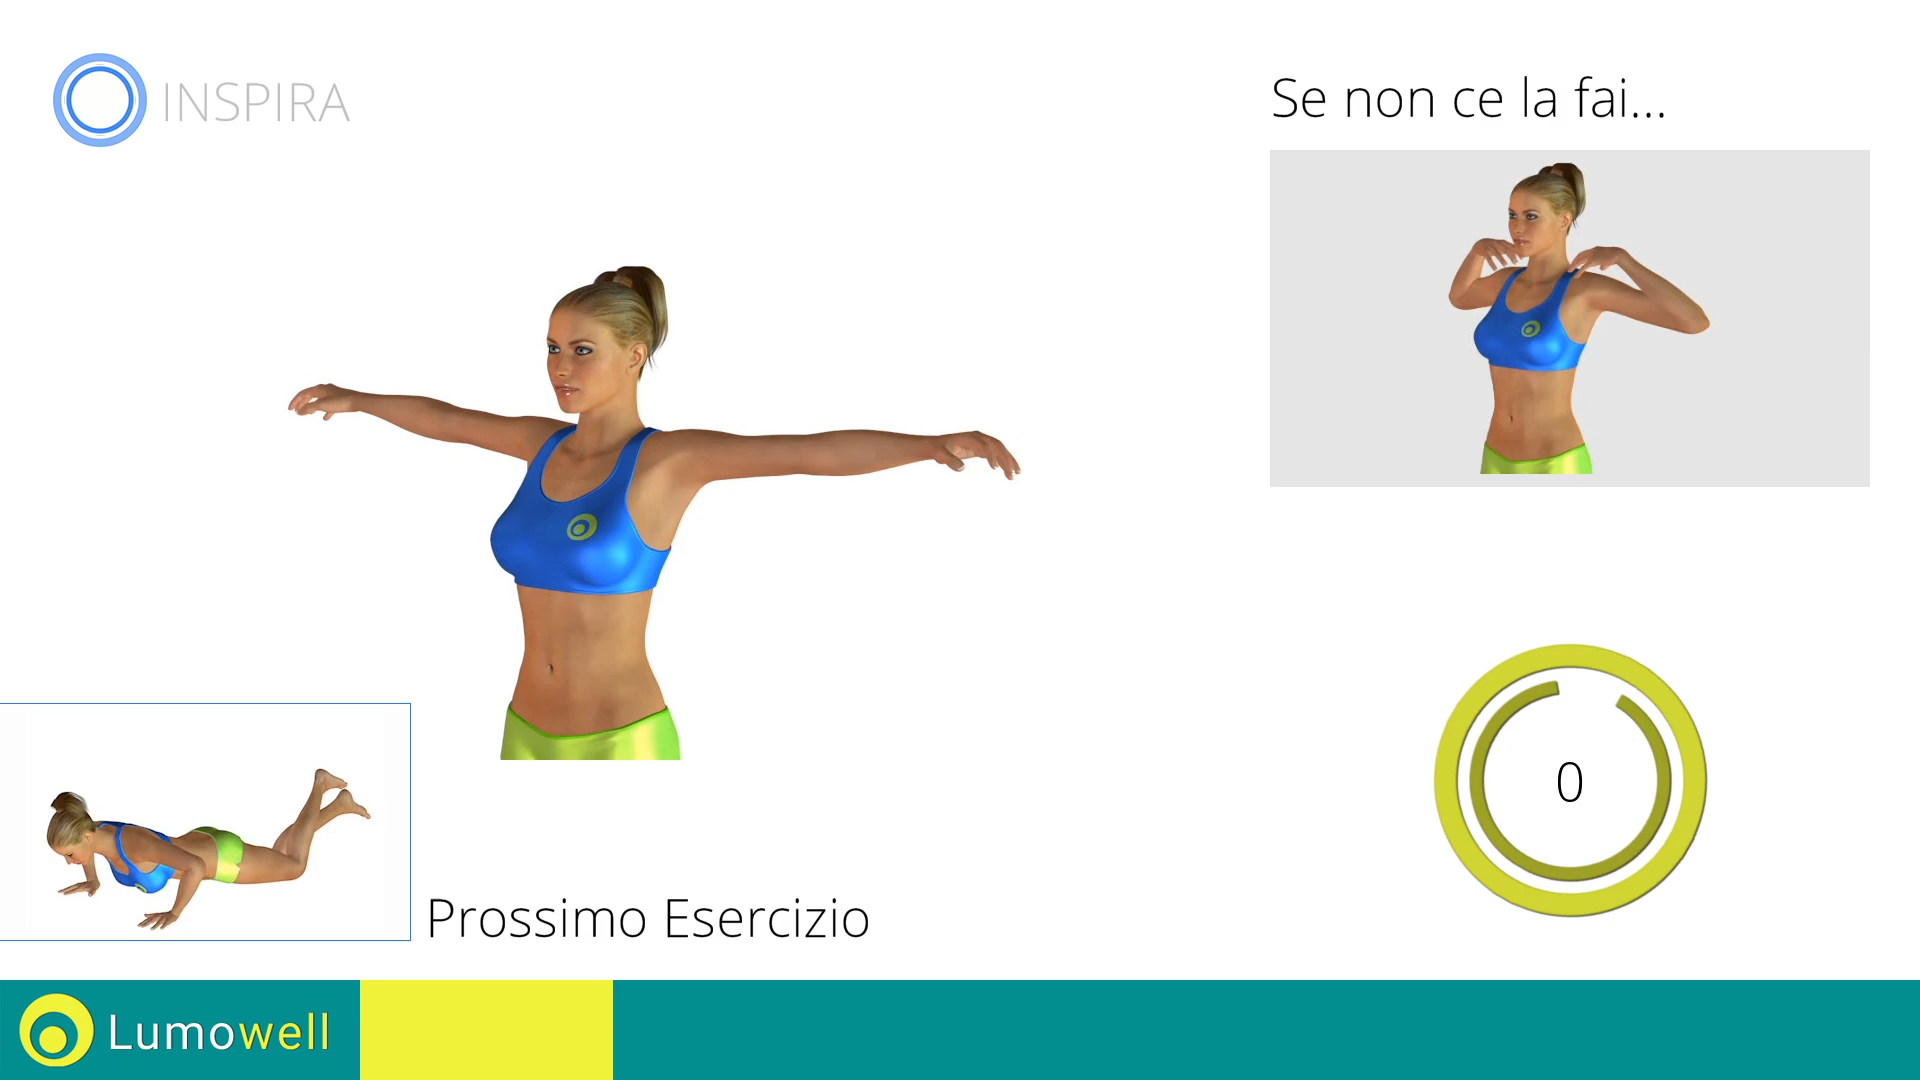 INSPIRA
Se non ce la fai...
0
Prossimo Esercizio
Lumowell